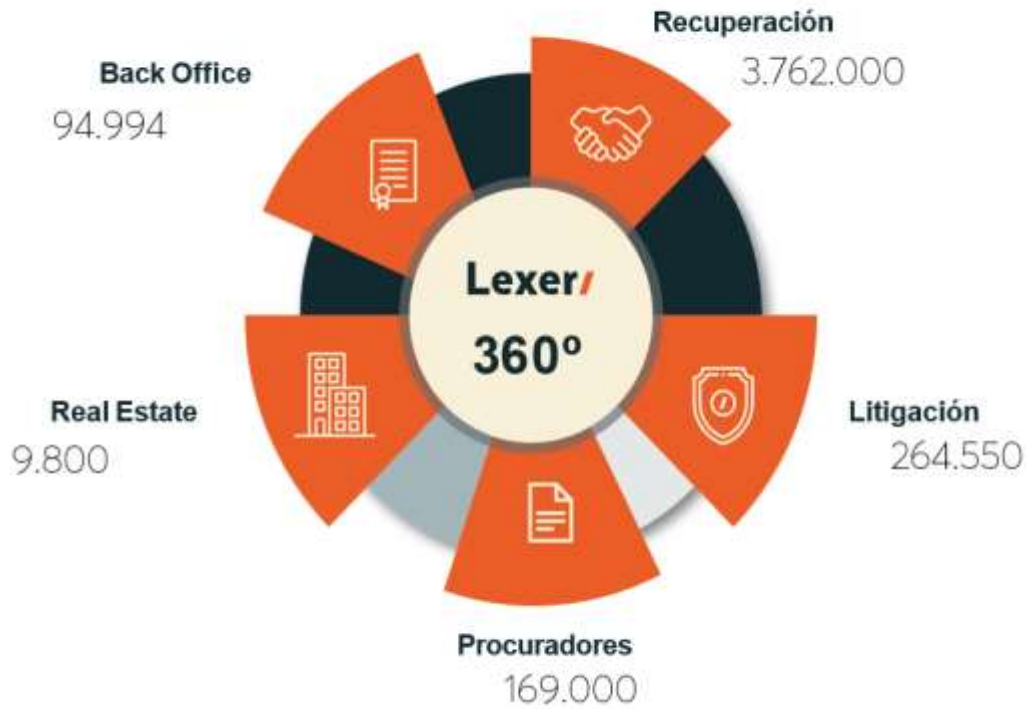 Recuperación
3.762.000
Back Office
94.994
Lexer/
360º
Real Estate
9.800
Litigación
264.550
Procuradores
169.000